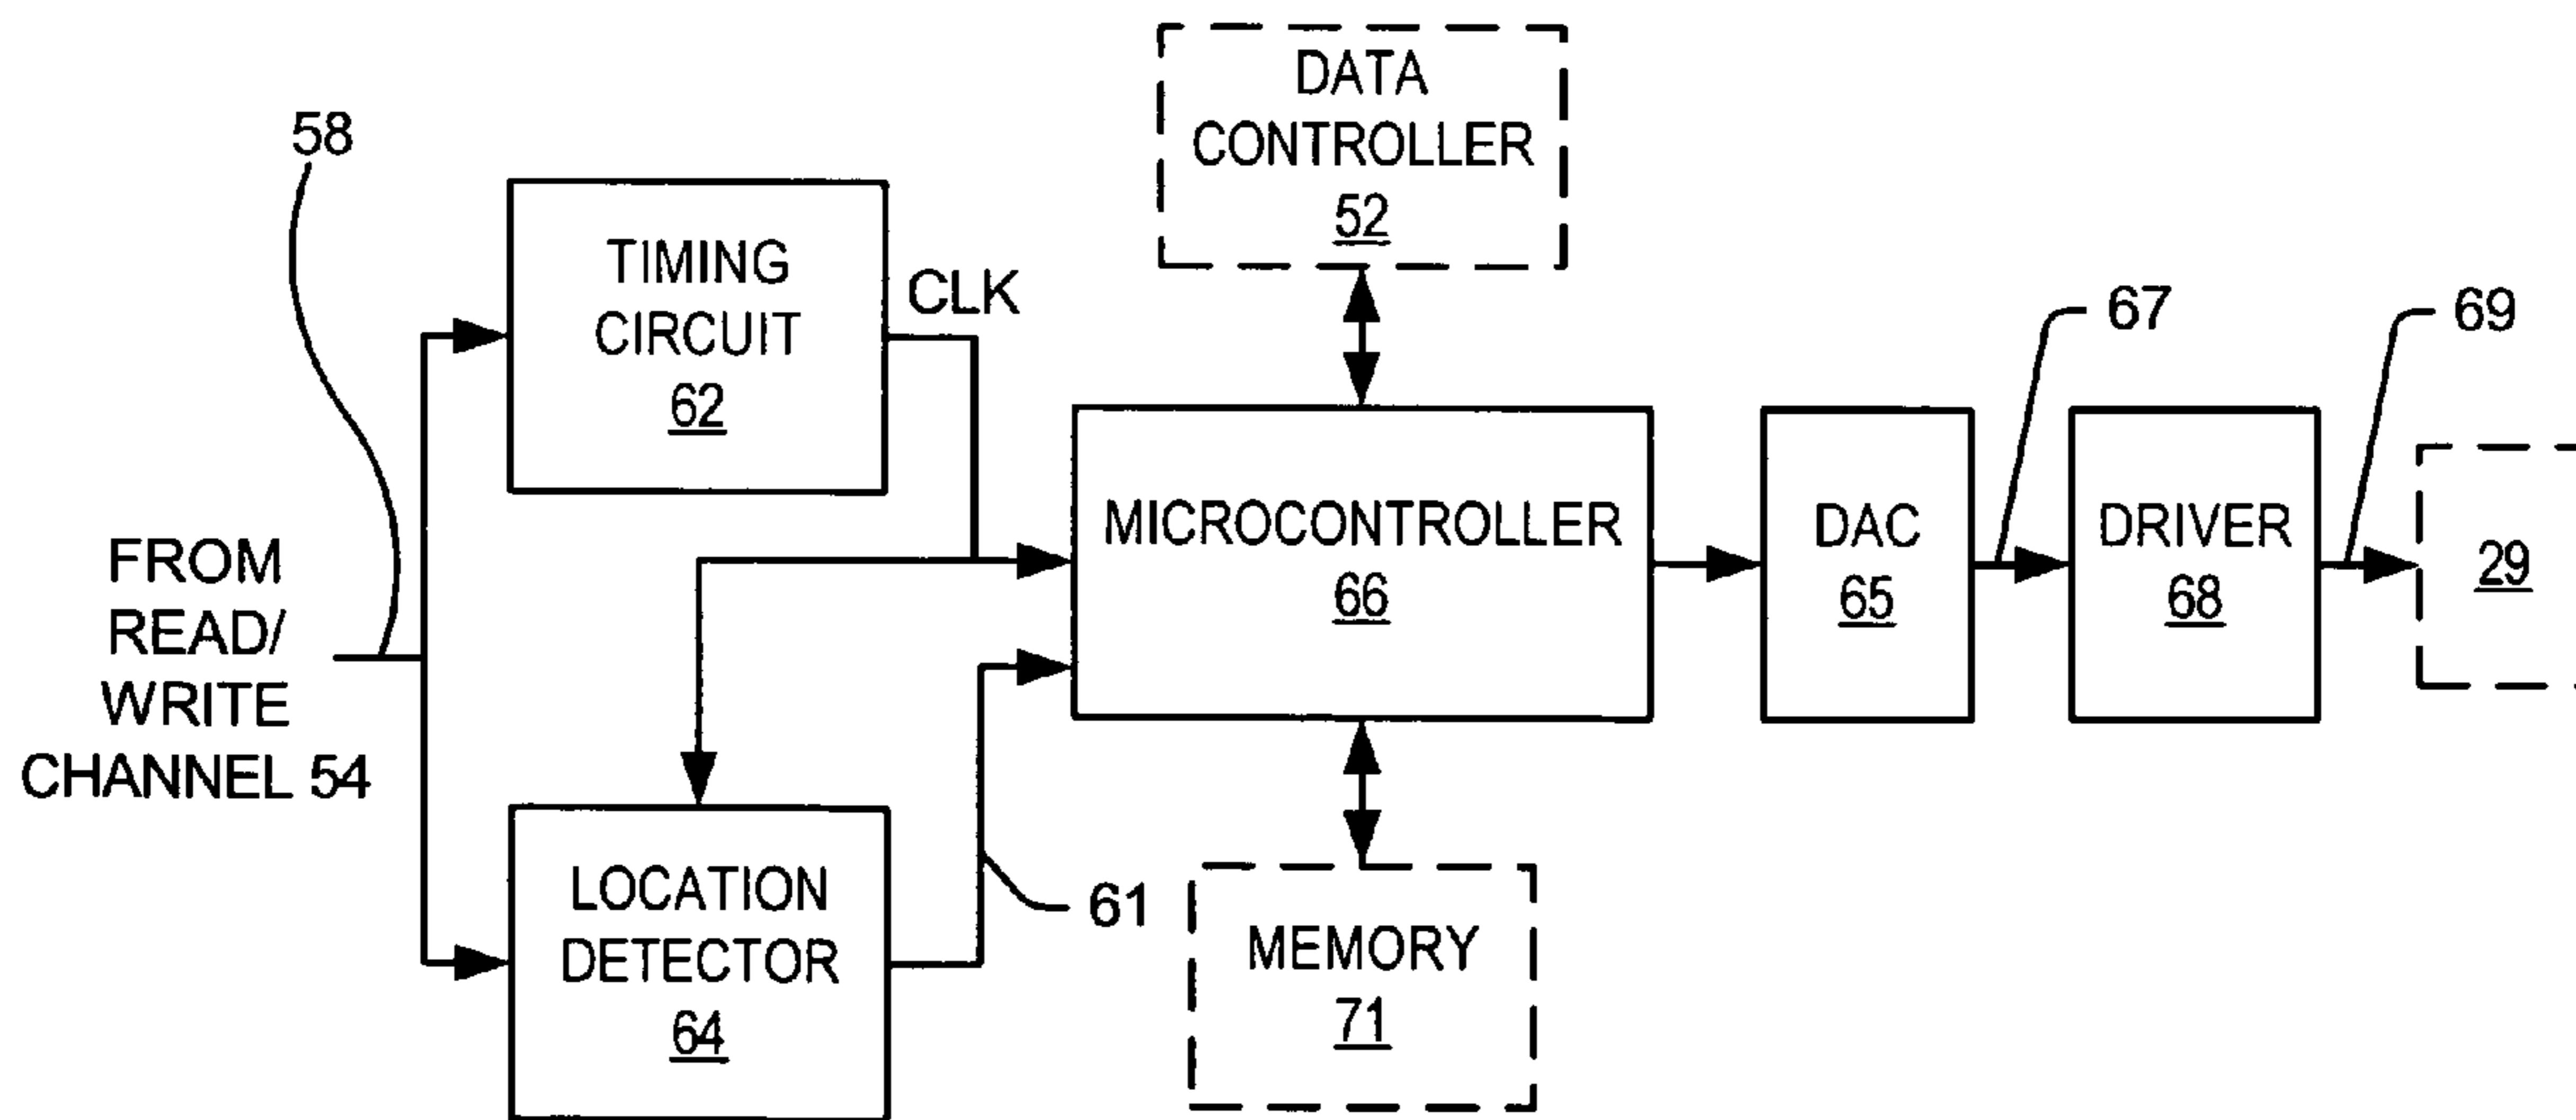 58
FROM
READ/
WRITE
CHANNEL 54
TIMING
CIRCUIT
62
CLK
LOCATION
DETECTOR
64
61
DATA
CONTROLLER
52
MICROCONTROLLER
66
MEMORY
71
DAC
65
67
DRIVER
68
69
29